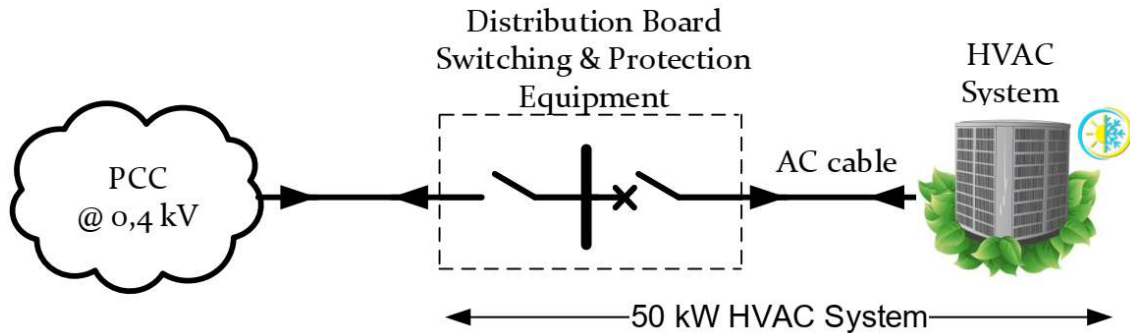 Distribution Board
Switching & Protection
Equipment
HVAC
System
PCC
@ 0,4 kV
AC cable
50 kW HVAC System